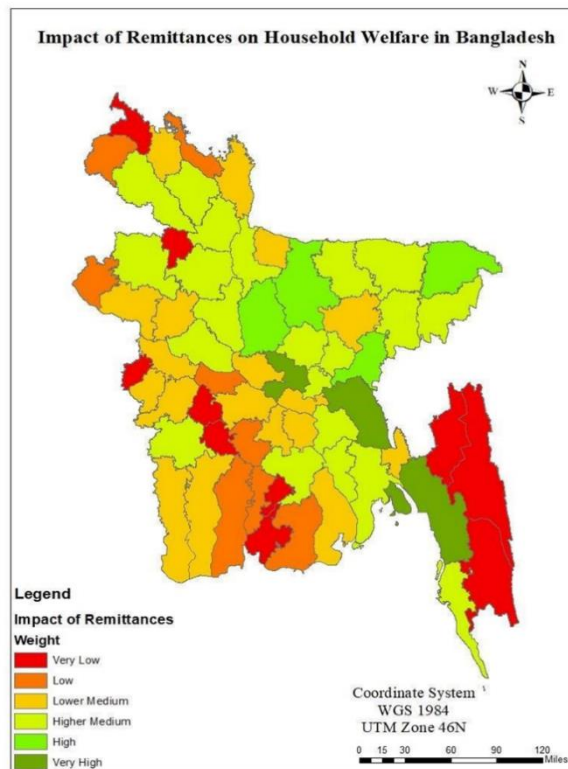 Impact of Remittances on Household Welfare in Bangladesh
N
W E
S
Legend
Impact of Remittances
Weight
Very Low
Low
Lower Medium
Higher Medium
High
Very High
Coordinate System
WGS 1984
UTM Zone 46N
0 15 30 60 90 120
Miles